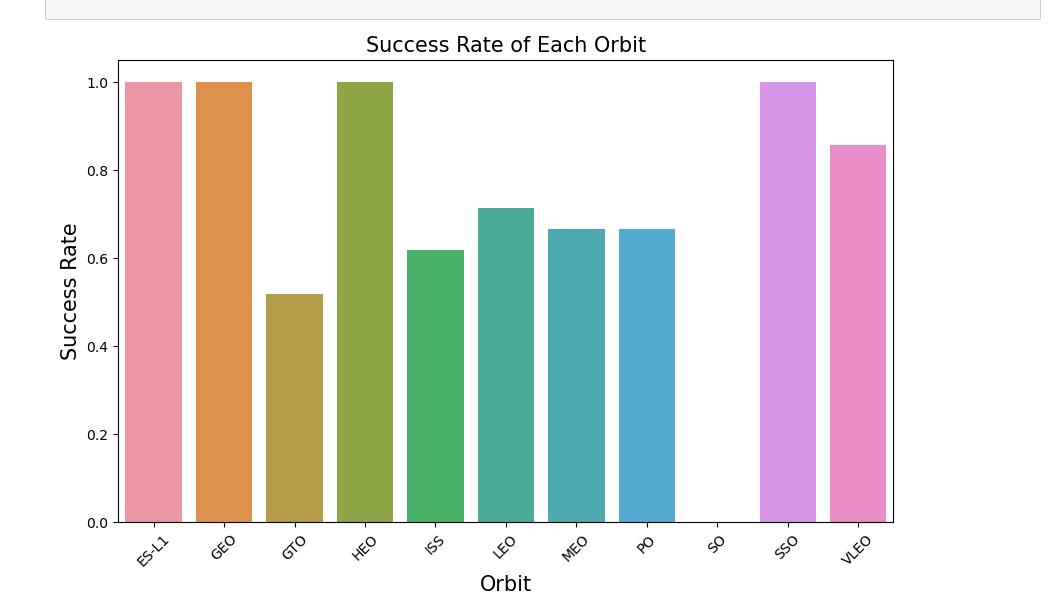 Success Rate of Each Orbit
1.0
0.8
0.6
0.4
0.2
0.0
Success Rate
ES-L1
GEO
GTO
HEO
ISS
LEO
MEO
PO
SO
SSO
VLEO
Orbit